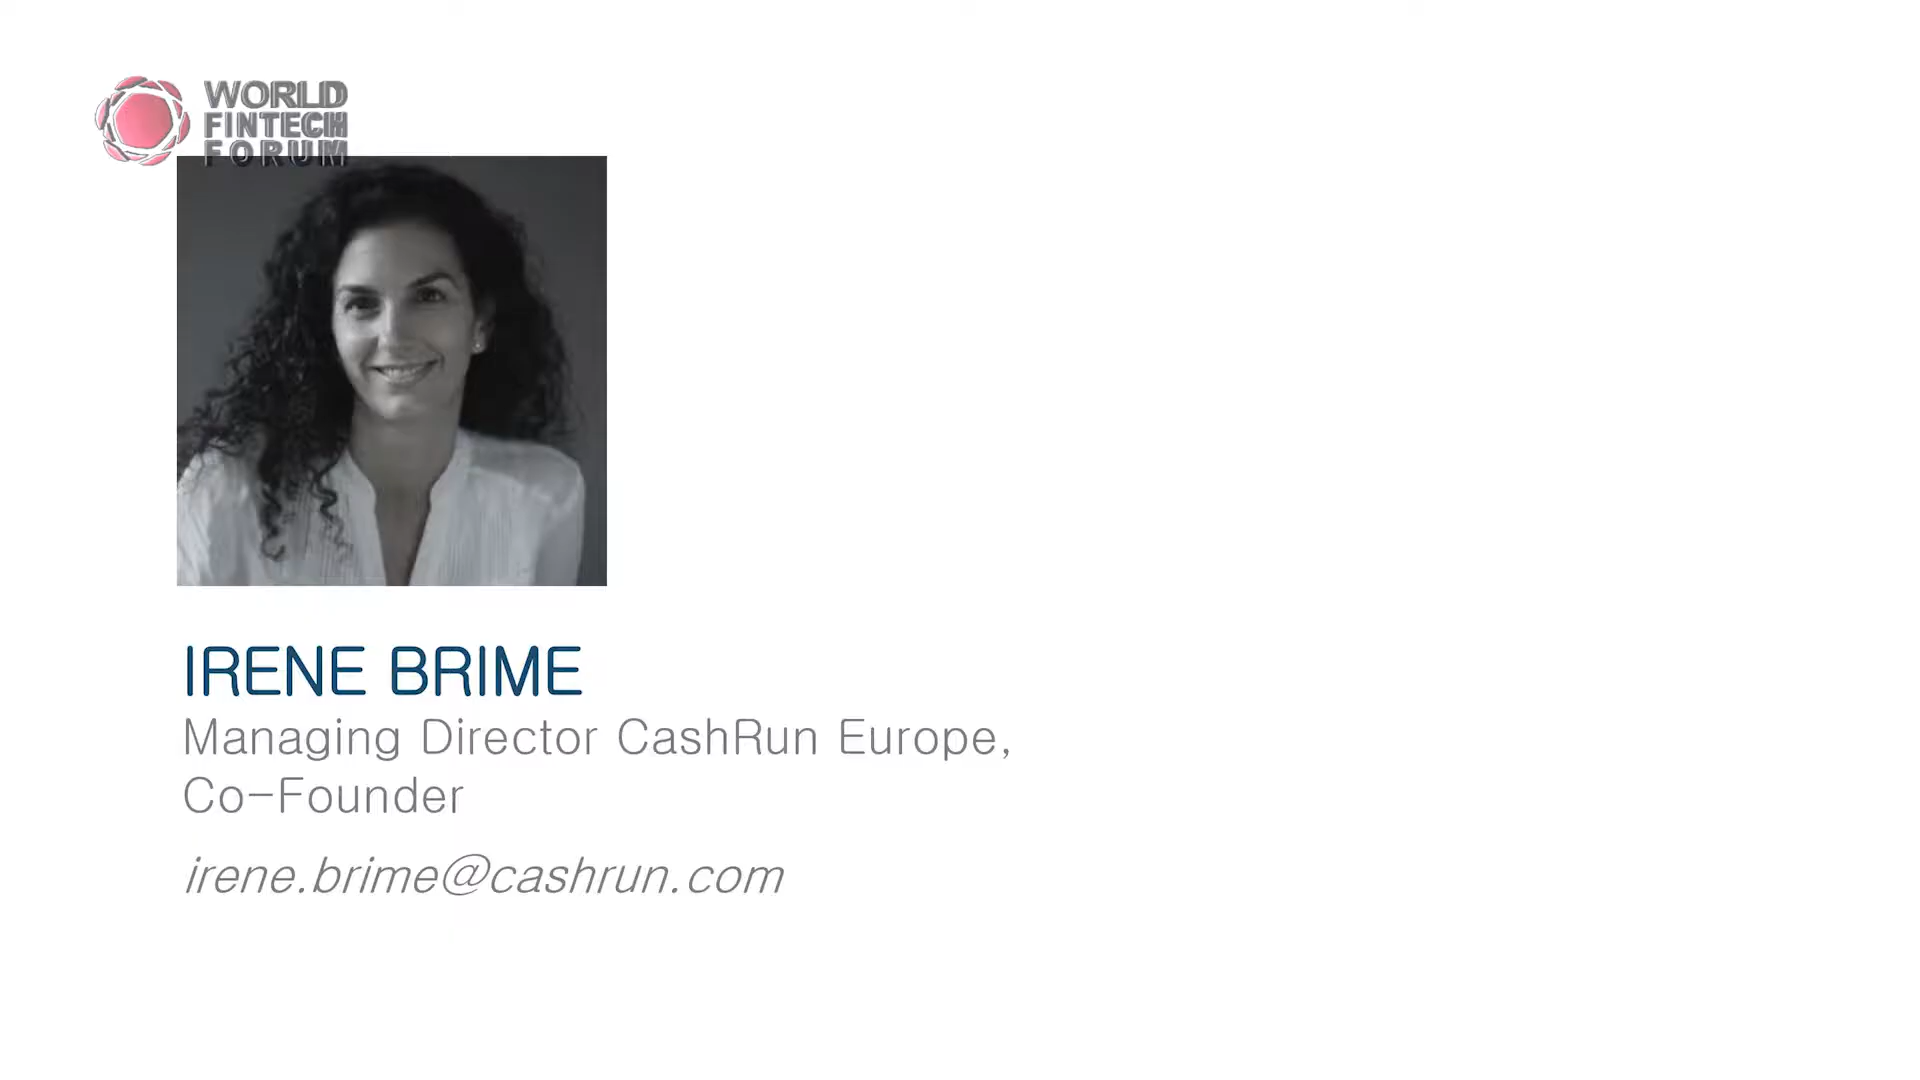 WORLD
FINTECH
FORUM
IRENE BRIME
Managing Director CashRun Europe,
Co-Founder
irene.brime@cashrun.com